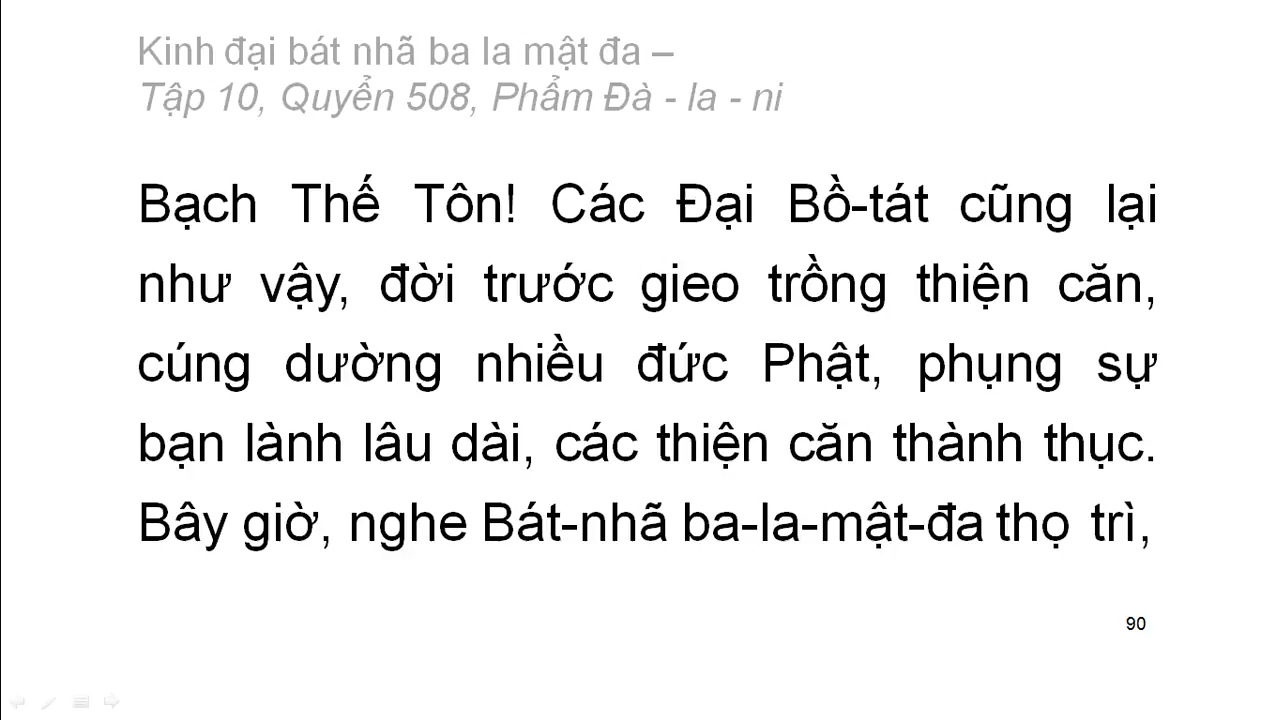 Kinh đại bát nhã ba la mật đa –
Tập 10, Quyển 508, Phẩm Đà - la - ni
Bạch Thế Tôn! Các Đại Bồ-tát cũng lại
như vậy, đời trước gieo trồng thiện căn,
cúng dường nhiều đức Phật, phụng sự
bạn lành lâu dài, các thiện căn thành thục.
Bây giờ, nghe Bát-nhã ba-la-mật-đa thọ trì,
90